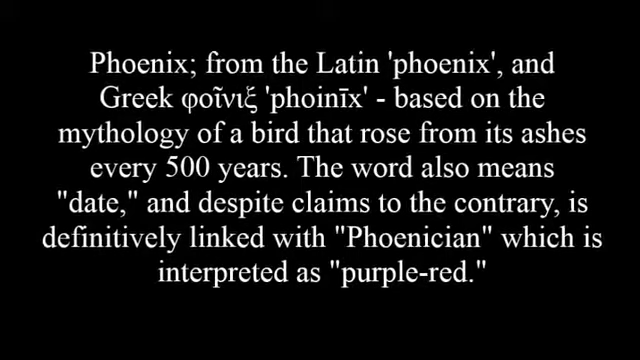 Phoenix; from the Latin 'phoenix', and
Greek φοῖνιξ 'phoinīx' - based on the
mythology of a bird that rose from its ashes
every 500 years. The word also means
"date," and despite claims to the contrary, is
definitively linked with "Phoenician" which is
interpreted as "purple-red."